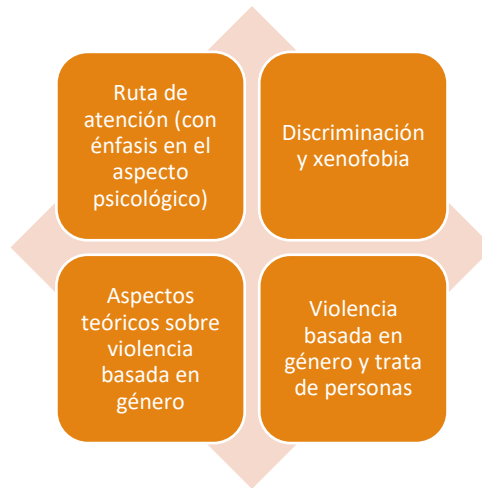 Ruta de
atención (con
énfasis en el
aspecto
psicológico)
Discriminación
y xenofobia
Aspectos
teóricos sobre
violencia
basada en
género
Violencia
basada en
género y trata
de personas